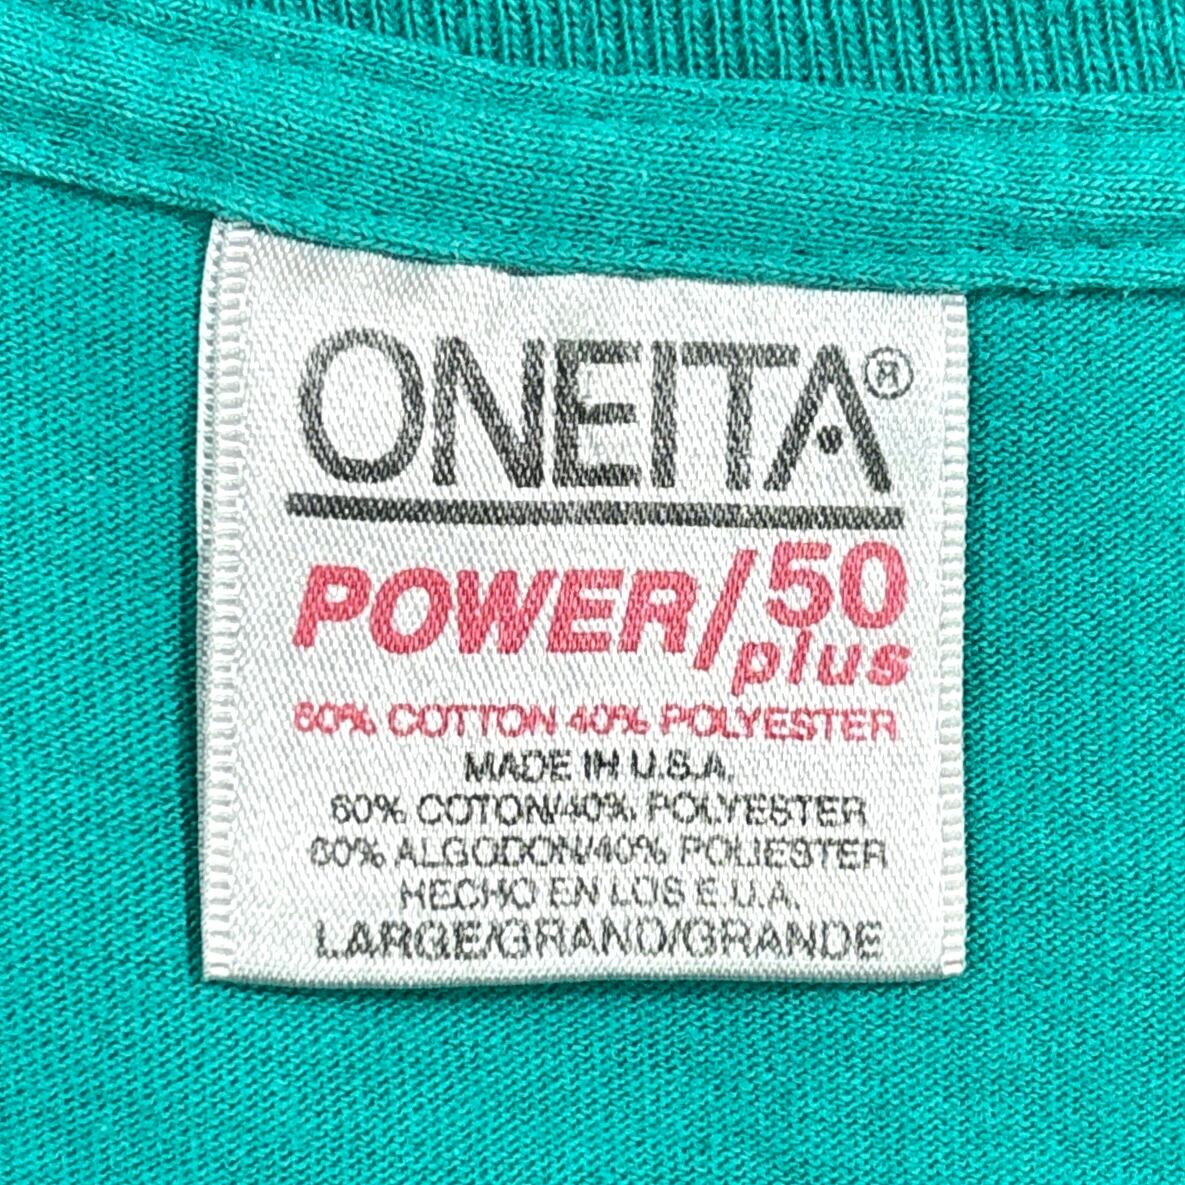 ONEITA®
POWER/50
plus
60% COTTON 40% POLYESTER
MADE IN U.S.A.
60% COTON/40% POLYESTER
60% ALGODON/40% POLIESTER
HECHO EN LOS E.U.A.
LARGE/GRAND/GRANDE